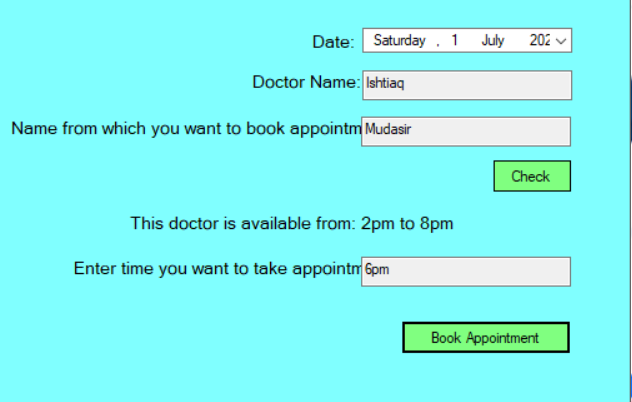 Date: Saturday , 1 July 202
Doctor Name: Ishtiaq
Name from which you want to book appointm Mudasir
Check
This doctor is available from: 2pm to 8pm
Enter time you want to take appointm 6pm
Book Appointment